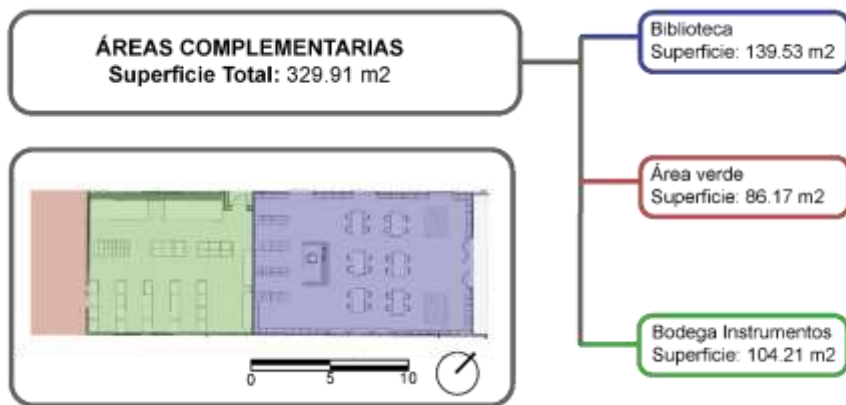 ÁREAS COMPLEMENTARIAS
Superficie Total: 329.91 m2
Biblioteca
Superficie: 139.53 m2
Área verde
Superficie: 86.17 m2
Bodega Instrumentos
Superficie: 104.21 m2
0 5 10